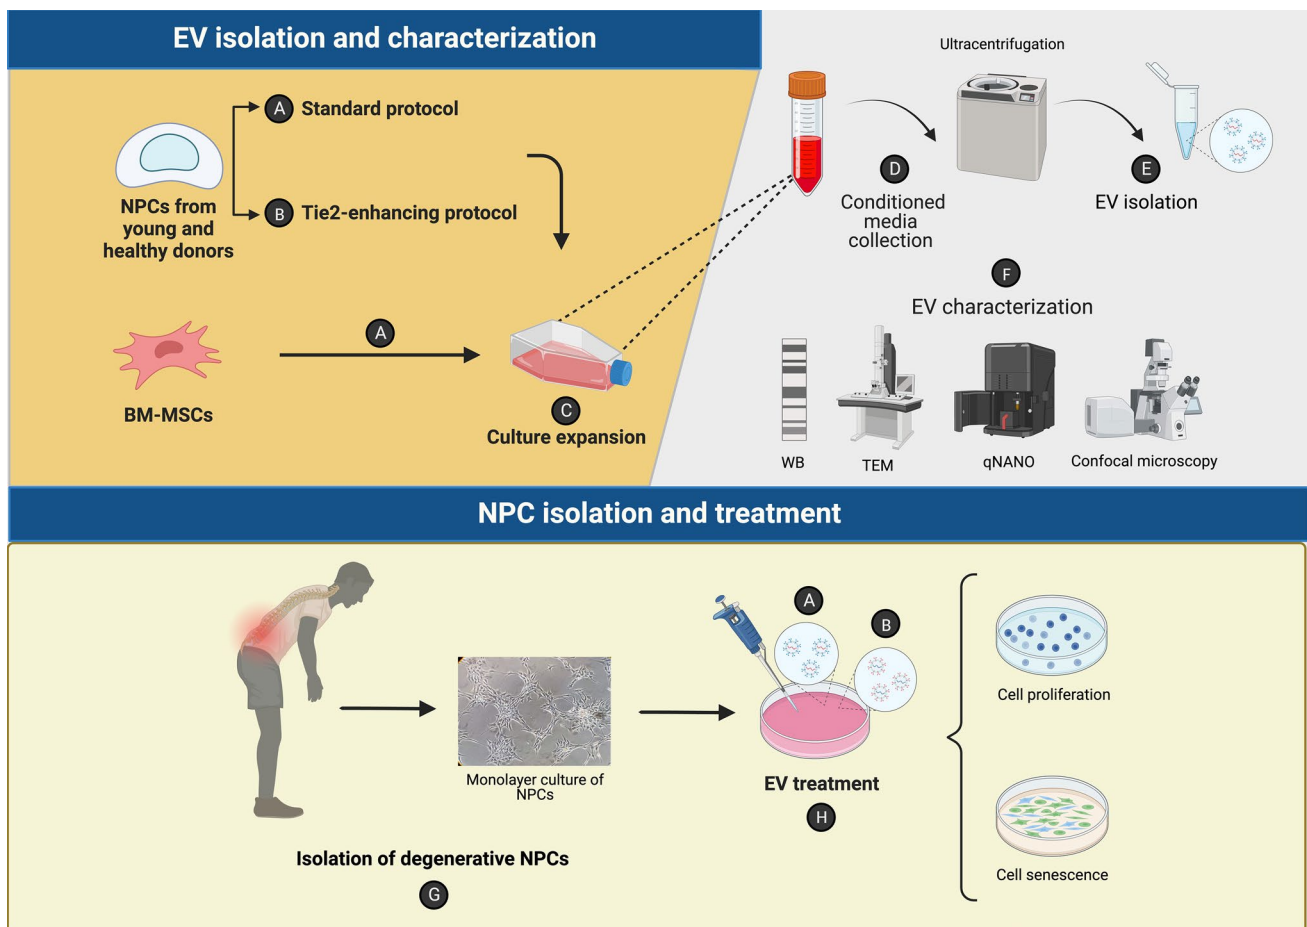 EV isolation and characterization
A Standard protocol
NPCs from
young and
healthy donors
B Tie2-enhancing protocol
A
BM-MSCs
C
Culture expansion
Ultracentrifugation
D
Conditioned
media
collection
E
EV isolation
F
EV characterization
WB
TEM
qNANO
Confocal microscopy
NPC isolation and treatment
Monolayer culture of
NPCs
Isolation of degenerative NPCs
G
A
B
EV treatment
H
Cell proliferation
Cell senescence